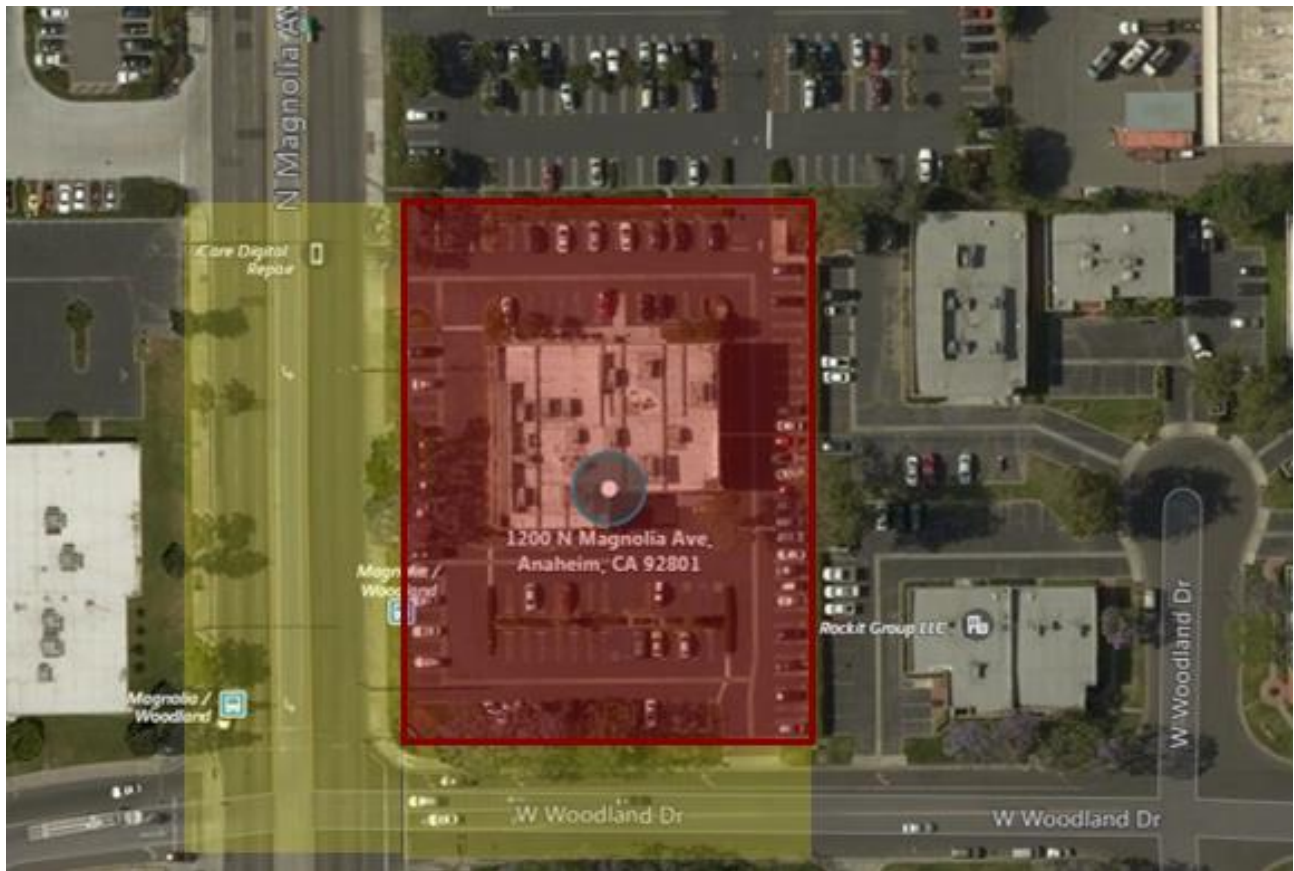 N Magnolia Av
iCare Digital
Repair
1200 N Magnolia Ave,
Anaheim, CA 92801
Magnolia /
Woodland
Rockit Group LLC
Magnolia /
Woodland
W Woodland Dr
W Woodland Dr
W Woodland Dr